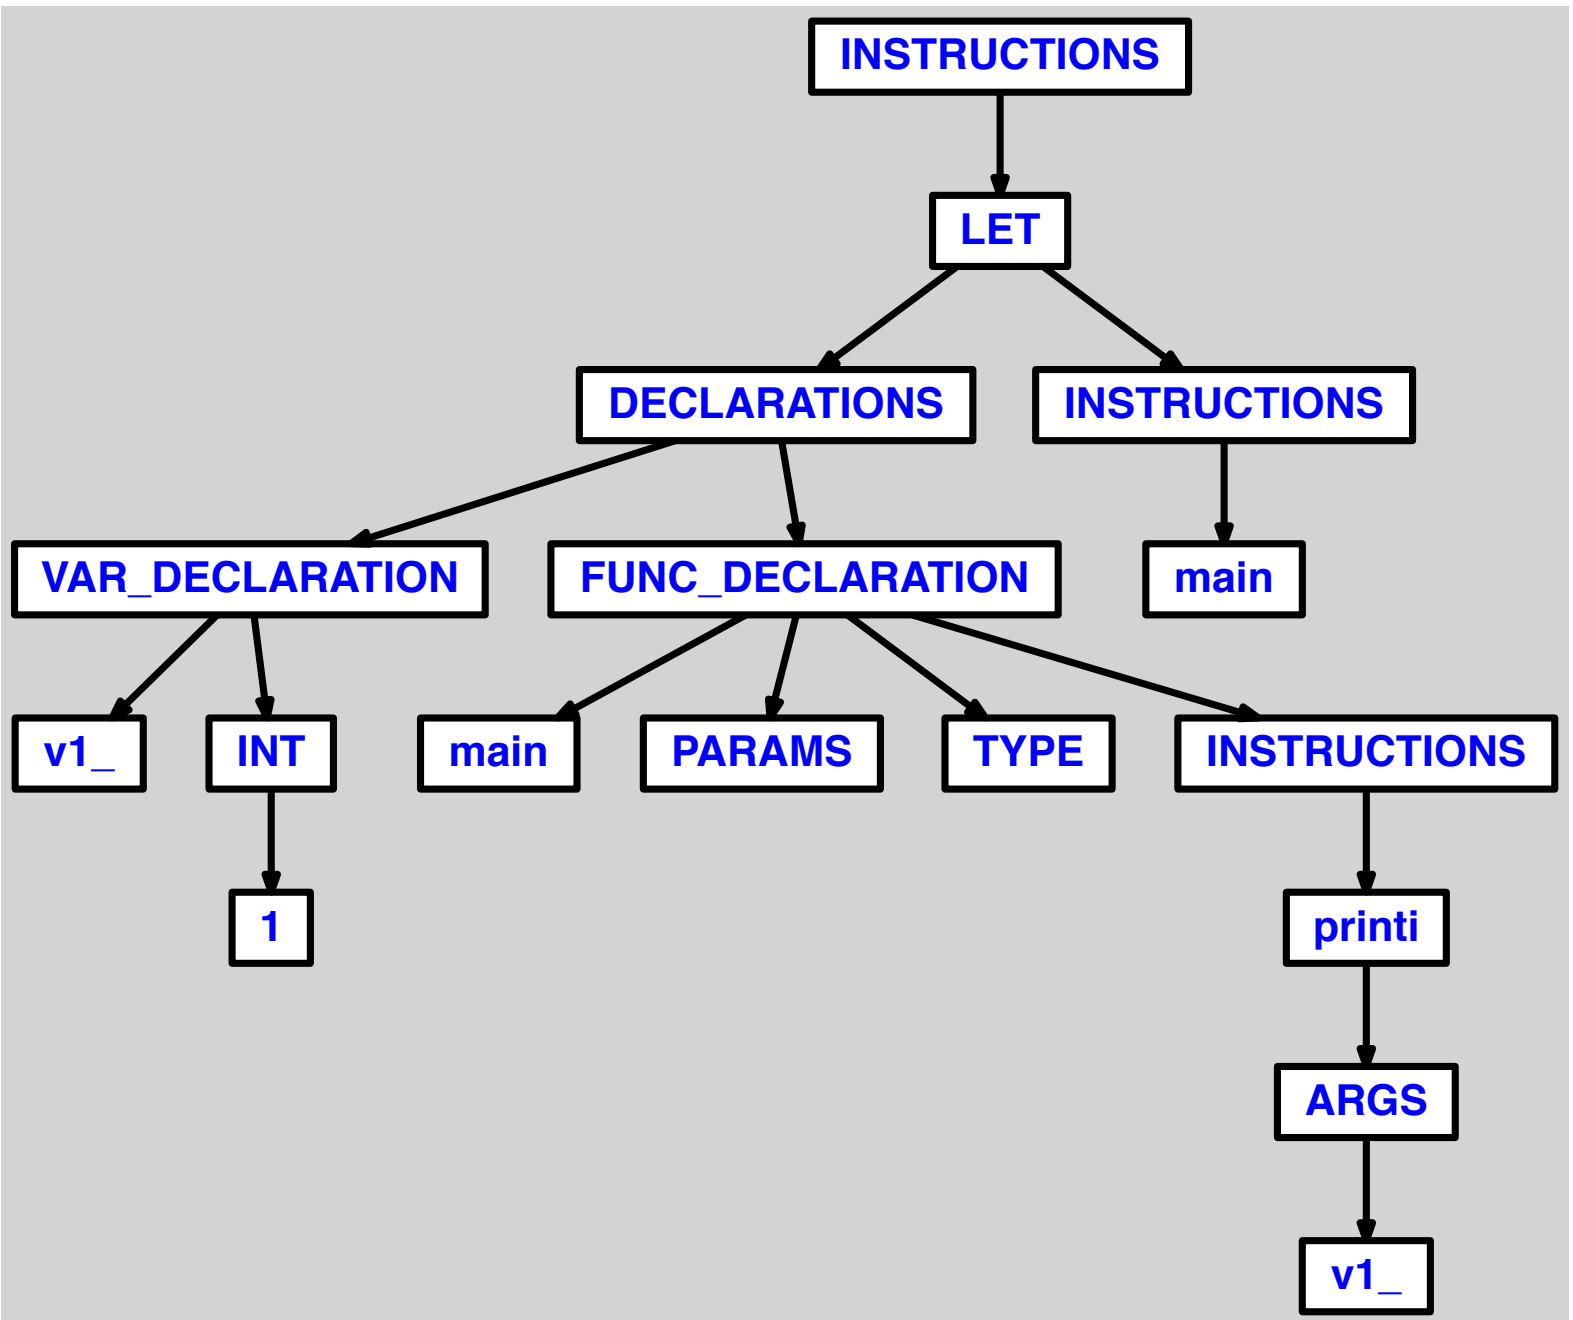 INSTRUCTIONS
LET
DECLARATIONS
INSTRUCTIONS
VAR_DECLARATION
FUNC_DECLARATION
main
v1_
INT
main
PARAMS
TYPE
INSTRUCTIONS
1
printi
ARGS
v1_